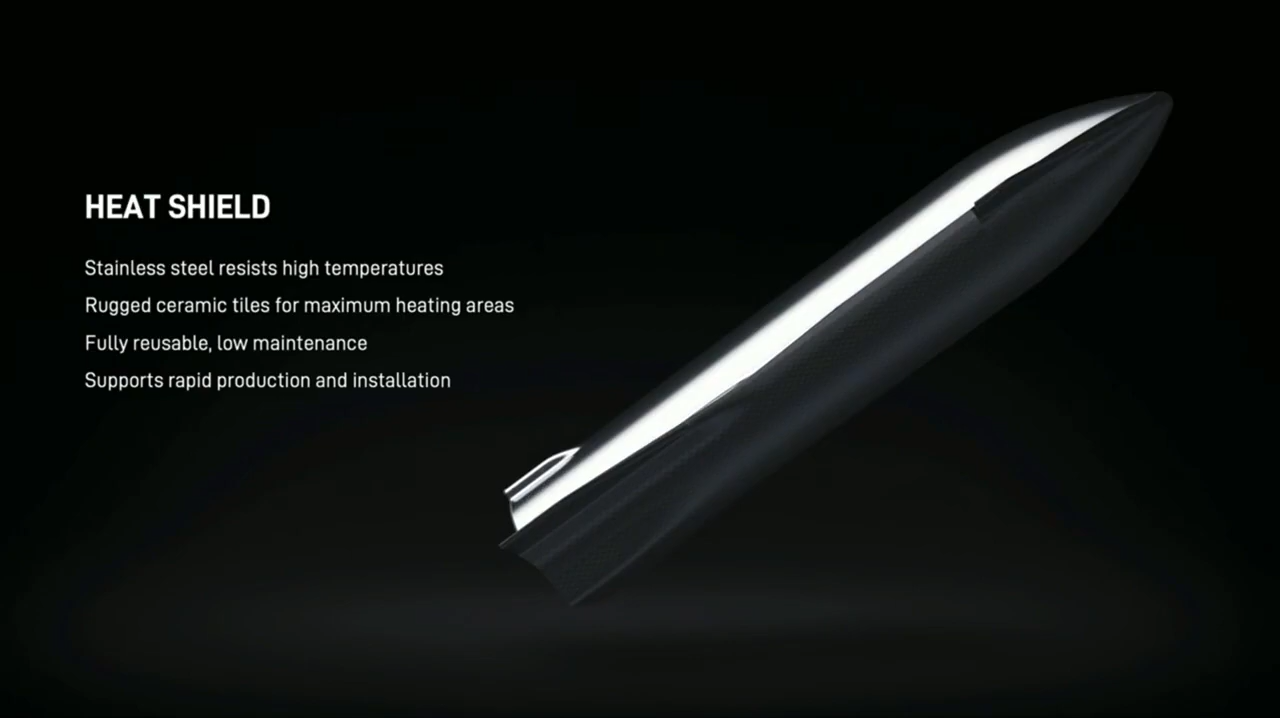 HEAT SHIELD
Stainless steel resists high temperatures
Rugged ceramic tiles for maximum heating areas
Fully reusable, low maintenance
Supports rapid production and installation